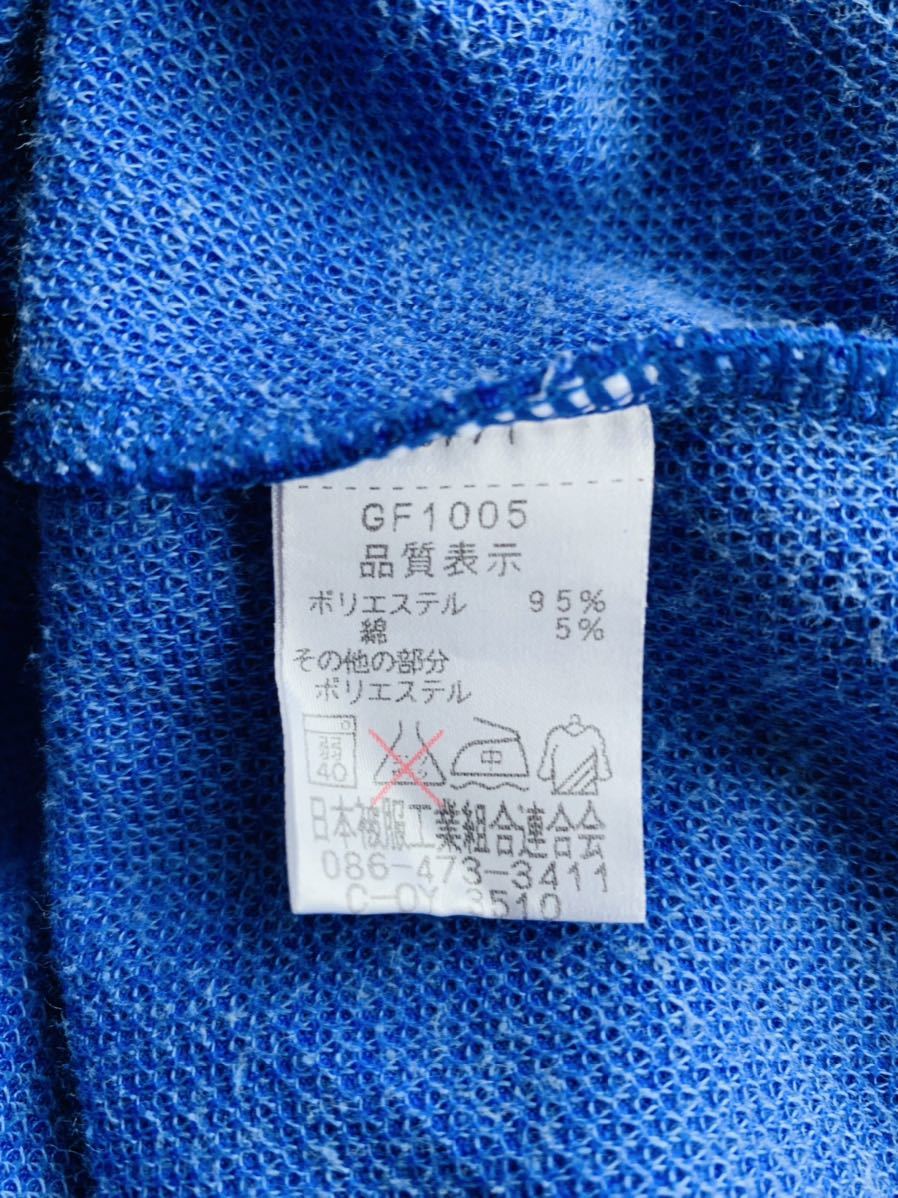 GF1005
品質表示
ポリエステル 95%
綿 5%
その他の部分
ポリエステル
弱 40 中
日本被服工業組合連合会
086-473-3411
C-OY 3510